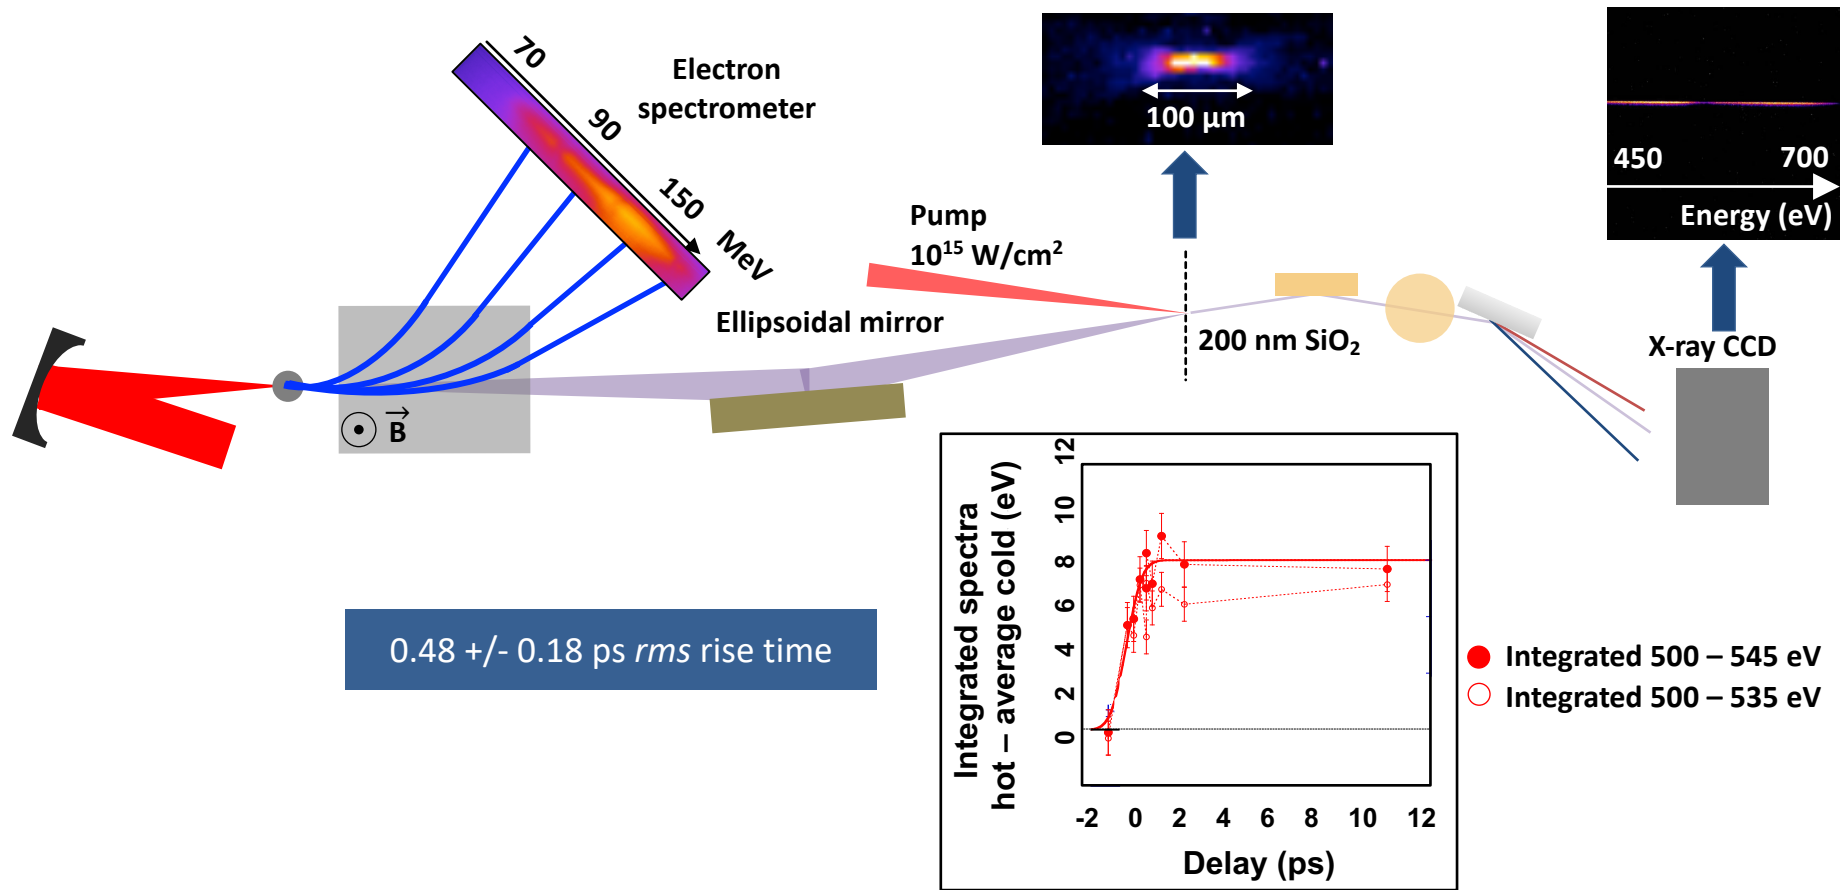 70
90
150
MeV
Electron
spectrometer
100 µm
450
700
Energy (eV)
Pump
10¹⁵ W/cm²
Ellipsoidal mirror
200 nm SiO₂
X-ray CCD
B
0.48 +/- 0.18 ps rms rise time
Integrated spectra
hot – average cold (eV)
12
10
8
6
4
2
0
-2 0 2 4 6 8 10 12
Delay (ps)
Integrated 500 – 545 eV
Integrated 500 – 535 eV